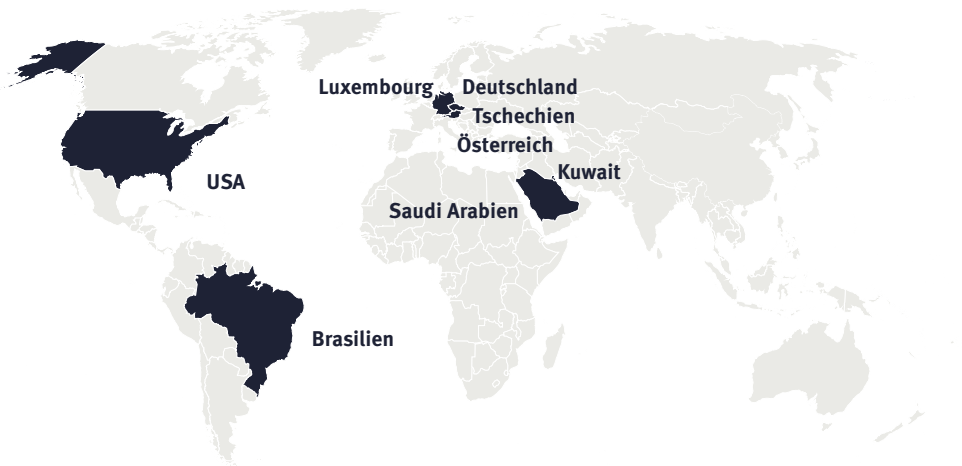 Luxembourg
Deutschland
Tschechien
Österreich
Kuwait
USA
Saudi Arabien
Brasilien